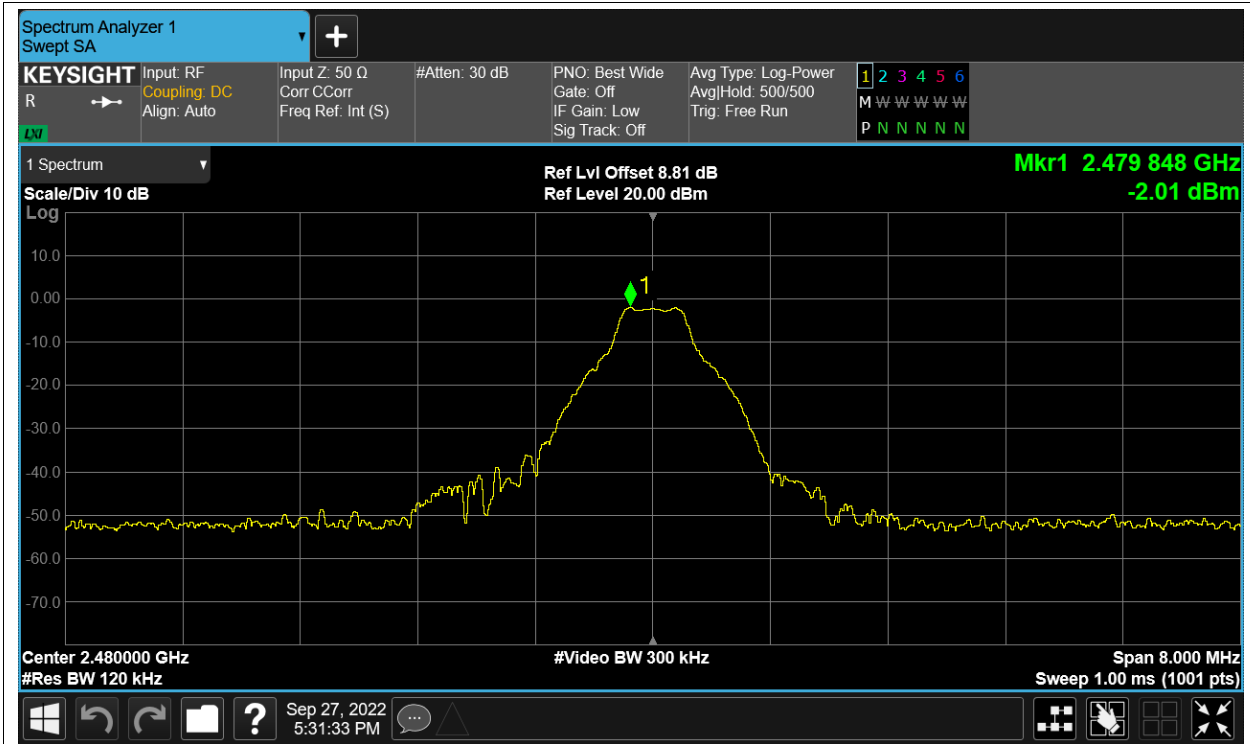 Spectrum Analyzer 1
Swept SA
KEYSIGHT
R
LXI
Input: RF
Coupling: DC
Align: Auto
Input Z: 50 Ω
Corr CCorr
Freq Ref: Int (S)
#Atten: 30 dB
PNO: Best Wide
Gate: Off
IF Gain: Low
Sig Track: Off
Avg Type: Log-Power
Avg|Hold: 500/500
Trig: Free Run
1 2 3 4 5 6
M W W W W W
P N N N N N
1 Spectrum
Scale/Div 10 dB
Ref Lvl Offset 8.81 dB
Ref Level 20.00 dBm
Mkr1 2.479 848 GHz
-2.01 dBm
Log
10.0
0.00
-10.0
-20.0
-30.0
-40.0
-50.0
-60.0
-70.0
1
Center 2.480000 GHz
#Video BW 300 kHz
Span 8.000 MHz
#Res BW 120 kHz
Sweep 1.00 ms (1001 pts)
?
Sep 27, 2022
5:31:33 PM